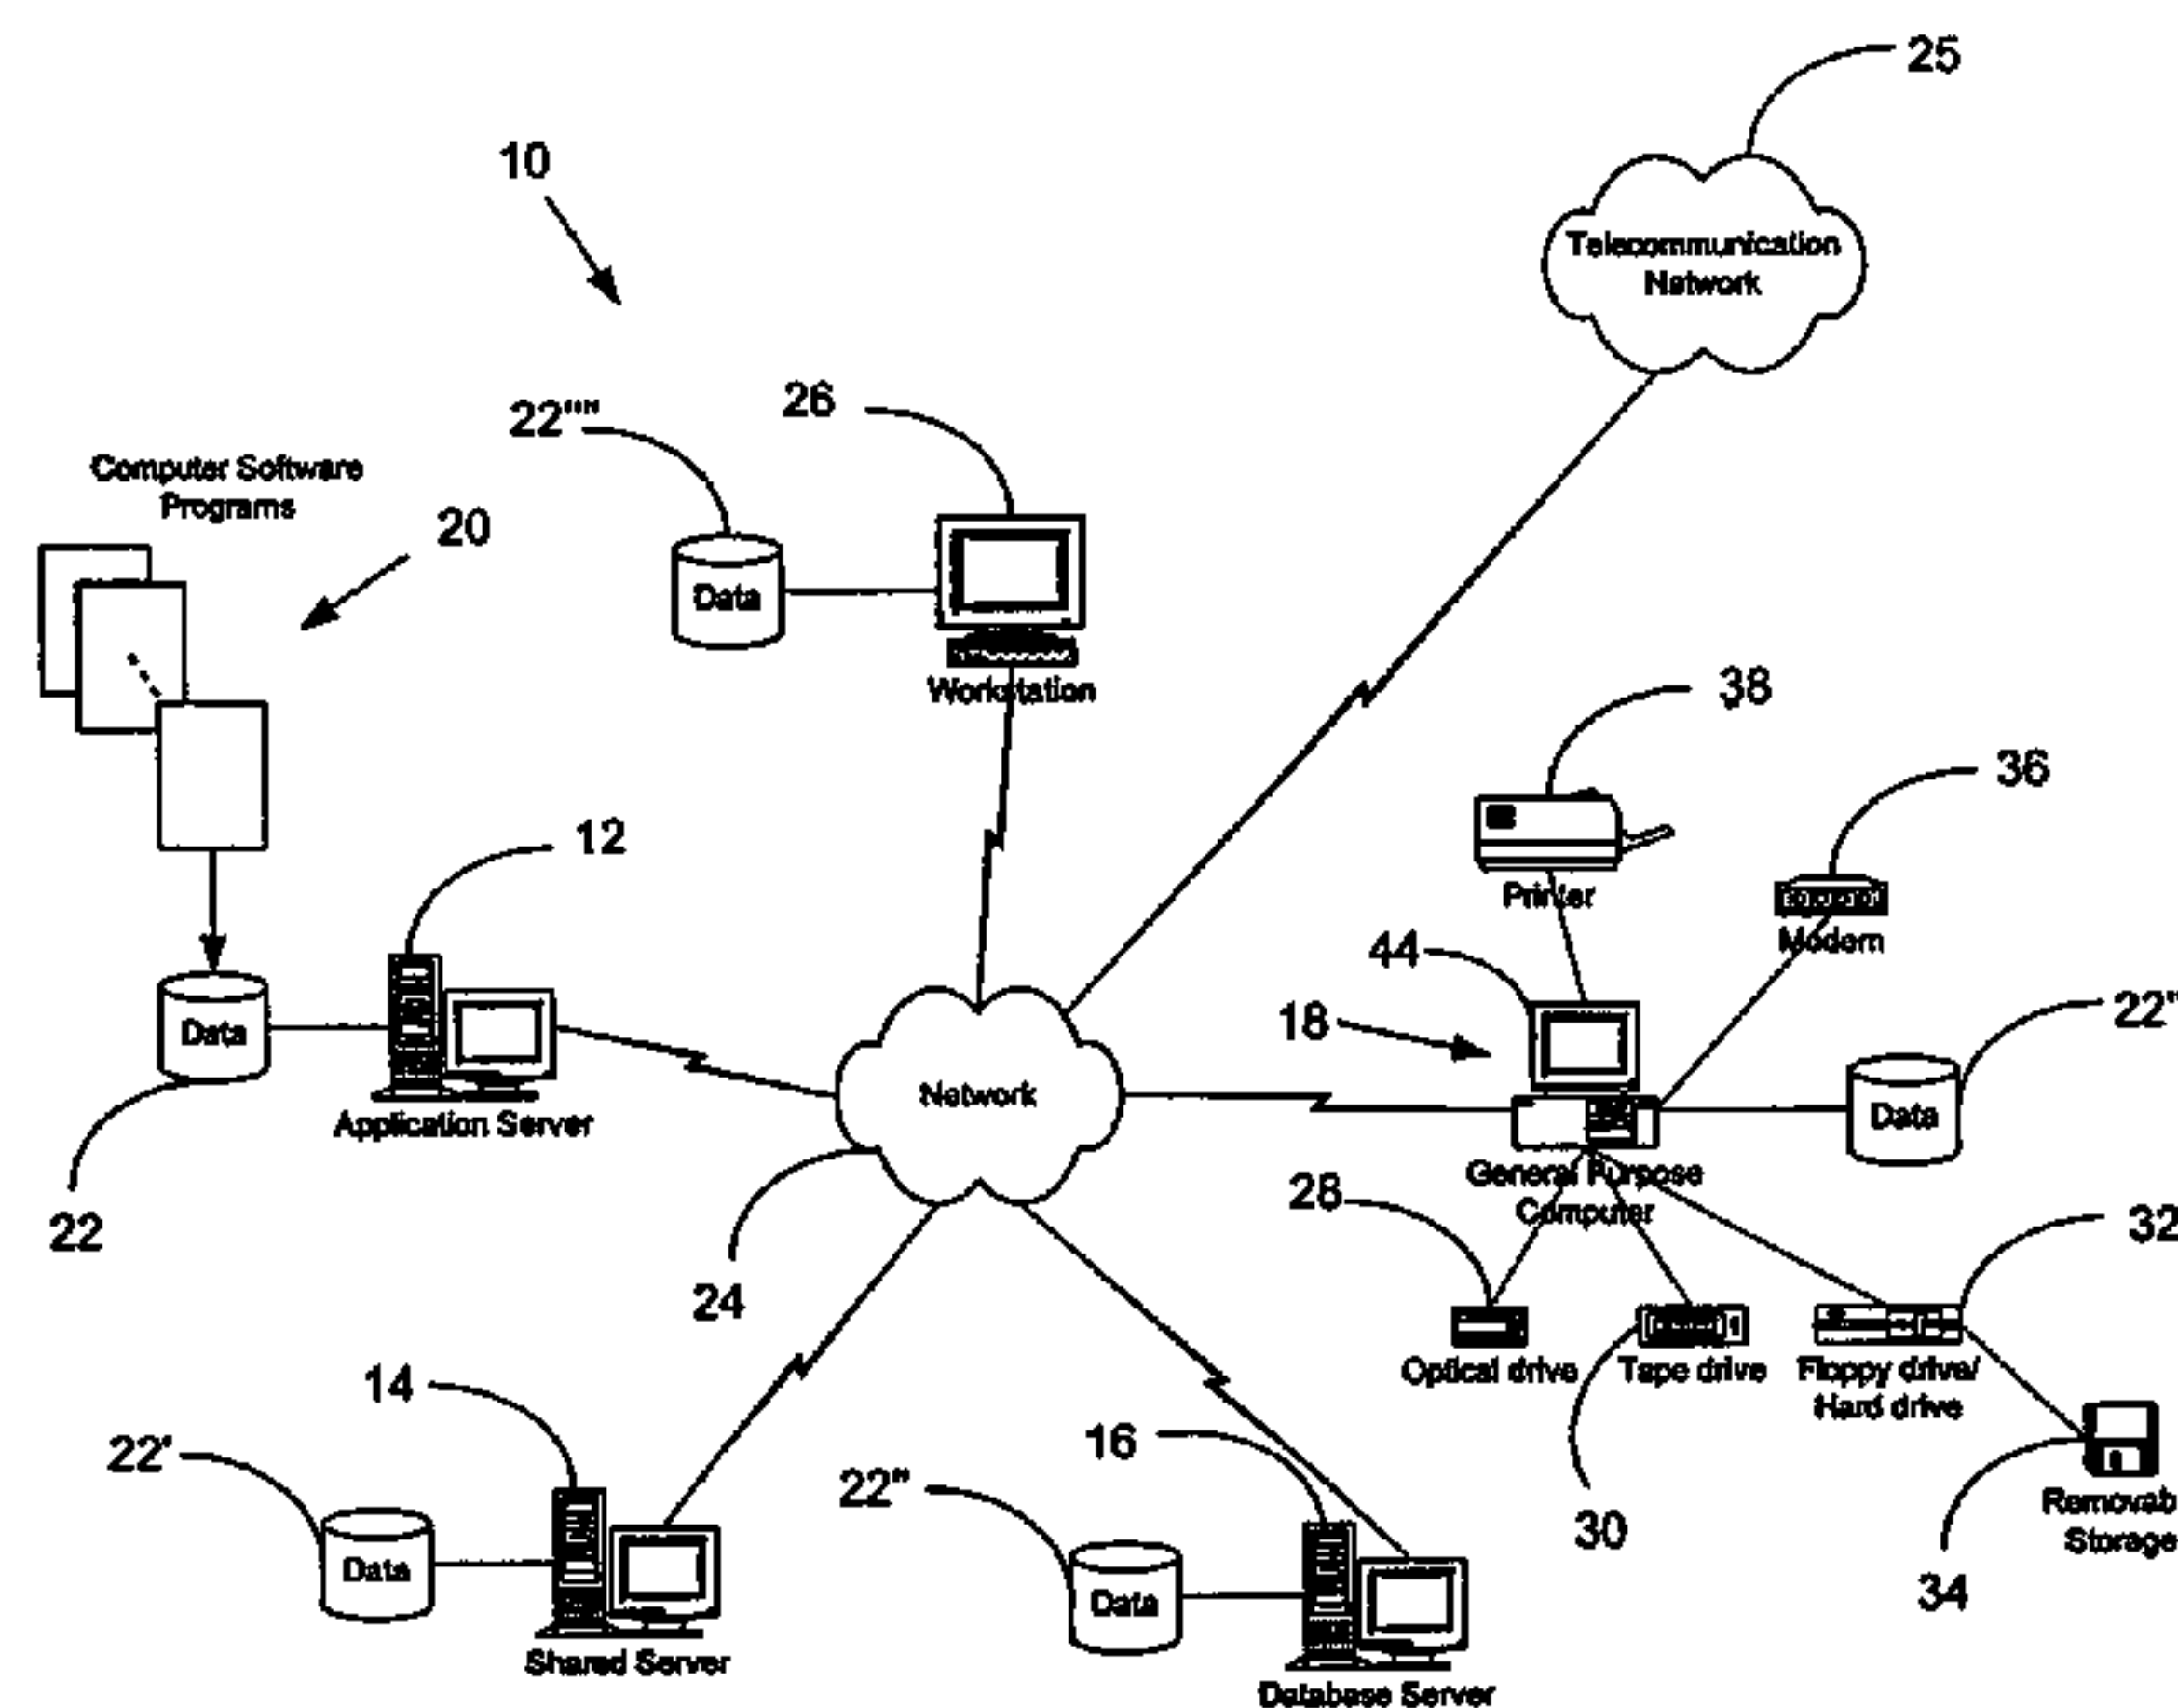 25
10
Telecommunication
Network
22""
26
Computer Software
Programs
20
Data
Workstation
38
36
12
Printer
Modem
44
18
22"
Data
Application Server
Network
Data
General Purpose
Computer
28
22
24
32
Optical drive
Tape drive
Floppy drive/
Hard drive
14
16
22'
22"
30
34
Removab
Storage
Data
Data
Shared Server
Database Server